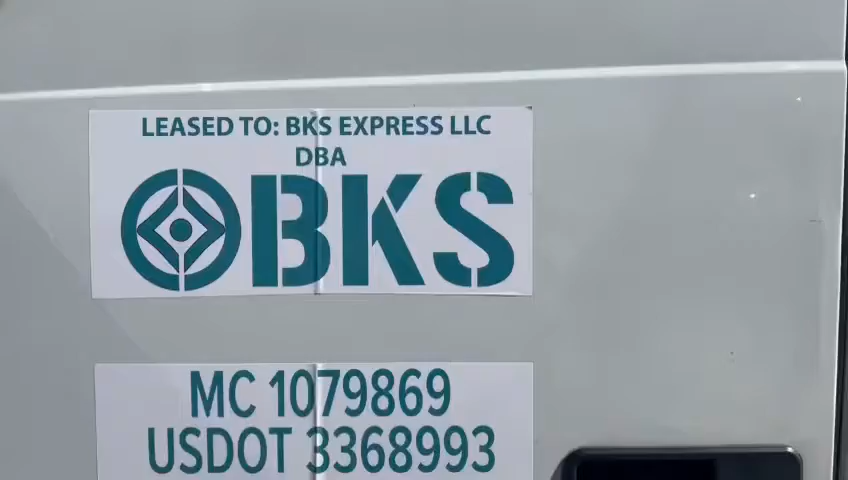 LEASED TO: BKS EXPRESS LLC
DBA
BKS
MC 1079869
USDOT 3368993